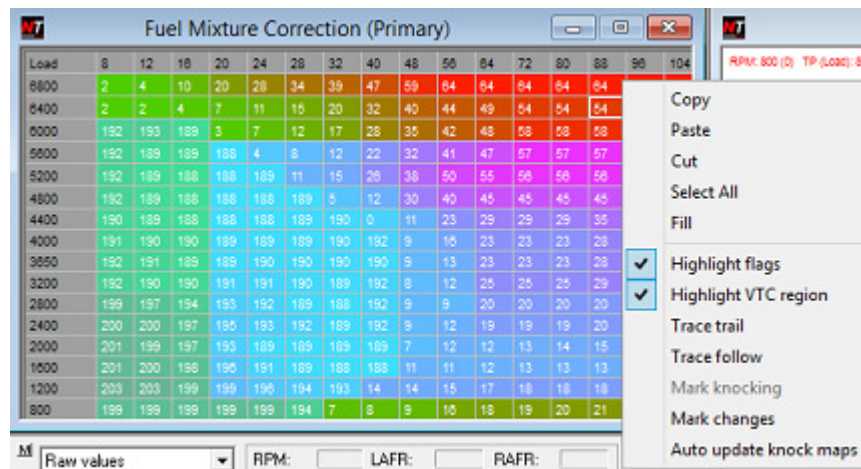 Fuel Mixture Correction (Primary)
Load 8 12 16 20 24 28 32 40 48 56 64 72 80 88 96 104
RPM: 800 (0) TP (Load): 8
6800 2 4 10 20 28 34 39 47 59 64 64 64 64 64
6400 2 2 4 7 11 15 20 32 40 44 49 54 54 54
6000 192 193 189 3 7 12 17 28 35 42 48 58 58 58
5600 192 189 189 188 4 8 12 22 32 41 47 57 57 57
5200 192 189 188 188 189 11 15 26 38 50 55 56 56 56
4800 192 189 188 188 188 189 5 12 30 40 45 45 45 45
4400 190 189 188 188 188 189 190 0 11 23 29 29 29 35
4000 191 190 190 189 189 189 190 192 9 16 23 23 23 28
3650 192 191 189 189 190 190 190 190 9 13 23 23 23 28
3200 192 190 190 191 191 190 189 192 8 12 25 25 25 29
2800 199 197 194 193 192 189 188 192 9 9 20 20 20 20
2400 200 200 197 195 193 192 189 192 9 12 19 19 19 20
2000 201 199 197 193 189 189 189 189 7 12 12 13 14 15
1600 201 200 198 196 191 189 188 188 11 11 12 13 13 13
1200 203 203 199 199 196 194 193 14 14 15 17 18 18 18
800 199 199 199 199 199 194 7 8 9 16 18 19 20 21
Copy
Paste
Cut
Select All
Fill
Highlight flags
Highlight VTC region
Trace trail
Trace follow
Mark knocking
Mark changes
Auto update knock maps
M Raw values RPM: LAFR: RAFR: